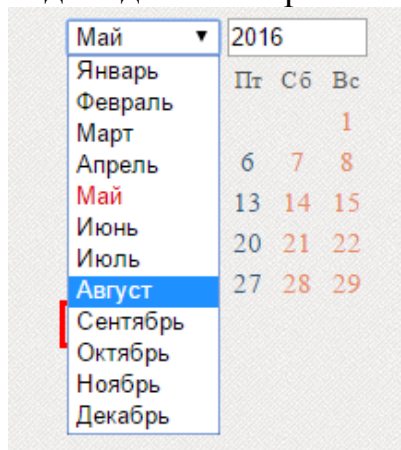 Май ▼ 2016
Январь Пт Сб Вс
Февраль
Март 1
Апрель 6 7 8
Май 13 14 15
Июнь
Июль 20 21 22
Август 27 28 29
Сентябрь
Октябрь
Ноябрь
Декабрь